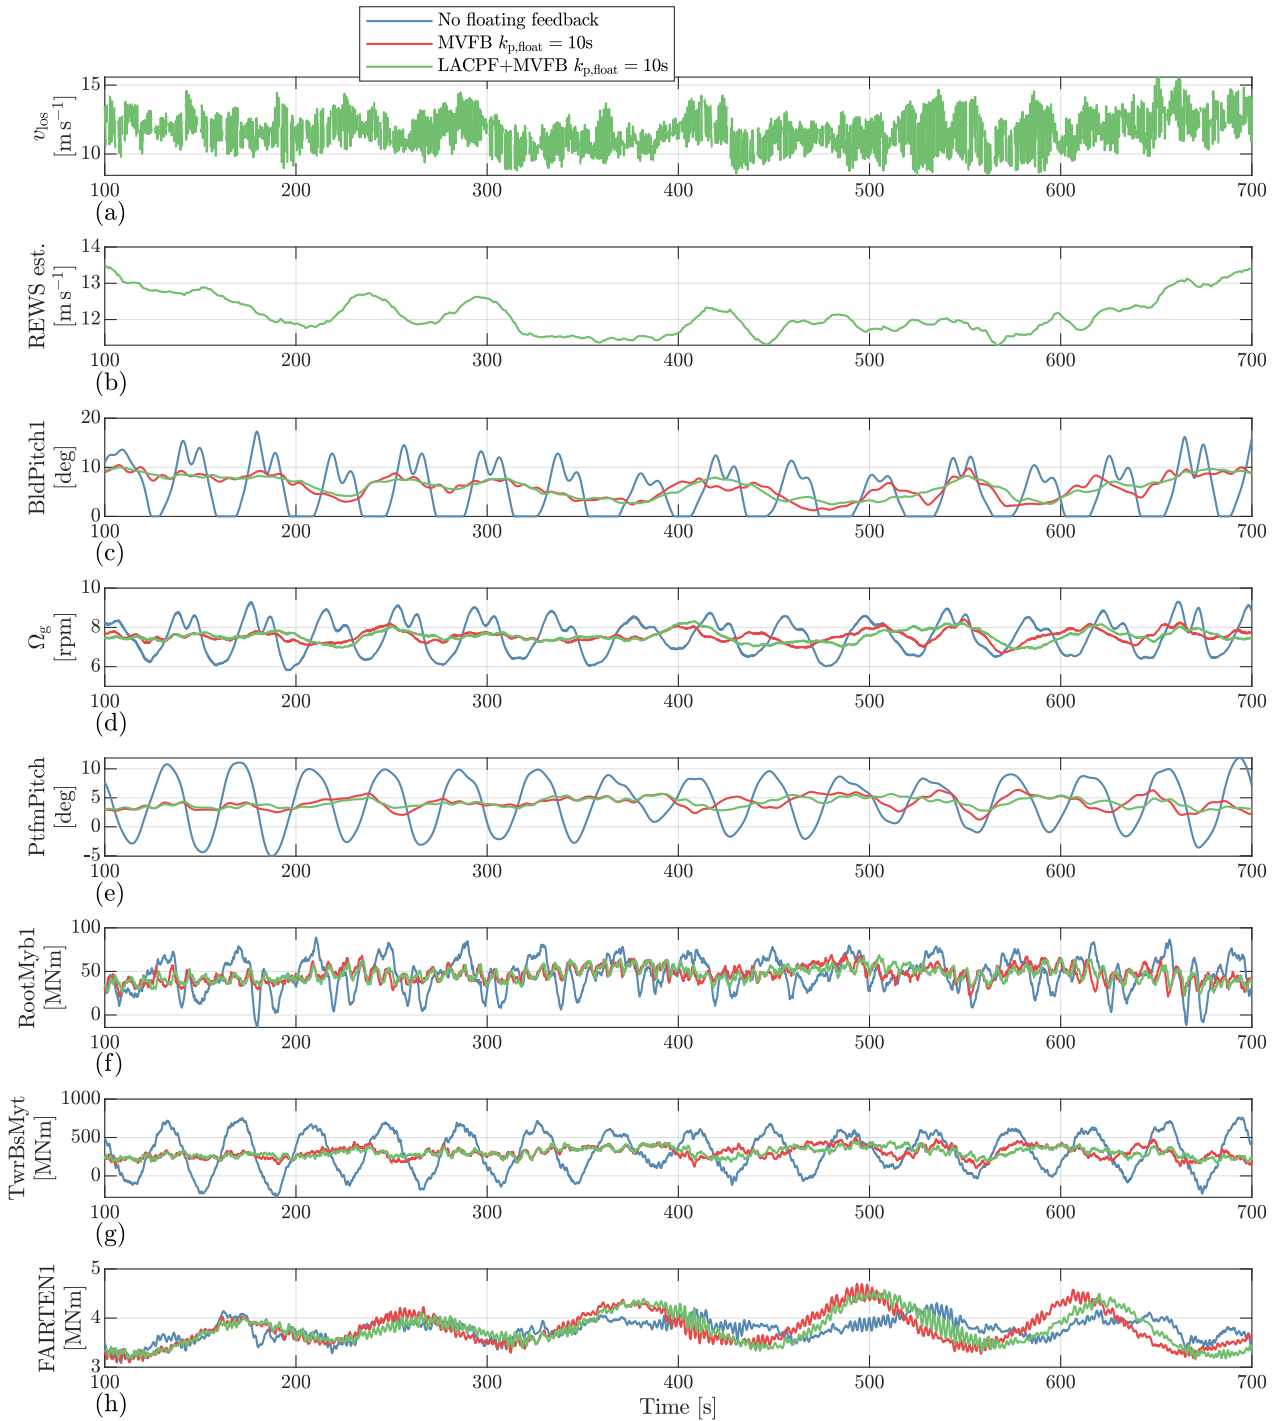 No floating feedback
MVFB k_p,float = 10s
LACPF+MVFB k_p,float = 10s
v_los
[m s⁻¹]
15
10
100 200 300 400 500 600 700
(a)
REWS est.
[m s⁻¹]
14
13
12
100 200 300 400 500 600 700
(b)
BldPitch1
[deg]
20
10
0
100 200 300 400 500 600 700
(c)
Ω_g
[rpm]
10
8
6
100 200 300 400 500 600 700
(d)
PtfmPitch
[deg]
10
5
0
-5
100 200 300 400 500 600 700
(e)
RootMyb1
[MNm]
100
50
0
100 200 300 400 500 600 700
(f)
TwrBsMyt
[MNm]
1000
500
0
100 200 300 400 500 600 700
(g)
FAIRTEN1
[MNm]
5
4
3
100 200 300 400 500 600 700
(h)
Time [s]